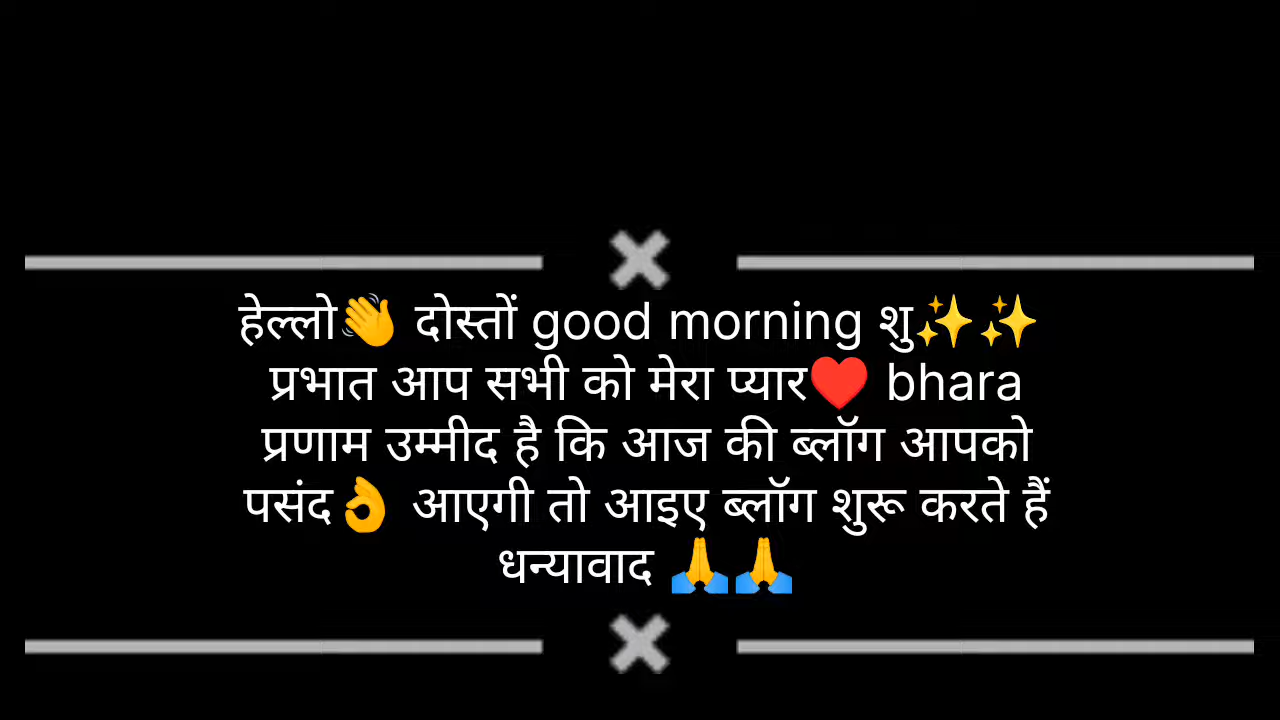 हेल्लो👋 दोस्तों good morning शु✨✨
प्रभात आप सभी को मेरा प्यार♥️ bhara
प्रणाम उम्मीद है कि आज की ब्लॉग आपको
पसंद👌 आएगी तो आइए ब्लॉग शुरू करते हैं
धन्यावाद 🙏🙏